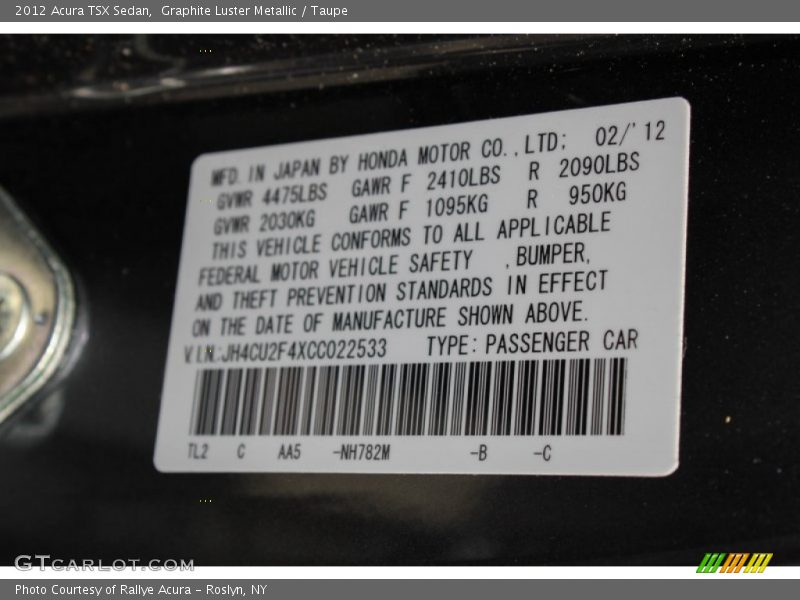 2012 Acura TSX Sedan,  Graphite Luster Metallic / Taupe
MFD. IN JAPAN BY HONDA MOTOR CO.,LTD; 02/'12
GVWR 4475LBS GAWR F 2410LBS R 2090LBS
GVWR 2030KG GAWR F 1095KG R 950KG
THIS VEHICLE CONFORMS TO ALL APPLICABLE
FEDERAL MOTOR VEHICLE SAFETY ,BUMPER,
AND THEFT PREVENTION STANDARDS IN EFFECT
ON THE DATE OF MANUFACTURE SHOWN ABOVE.
V.I.N:JH4CU2F4XCC022533 TYPE:PASSENGER CAR
TL2 C AA5 -NH782M -B -C
GTCARLOT.COM
Photo Courtesy of Rallye Acura - Roslyn, NY